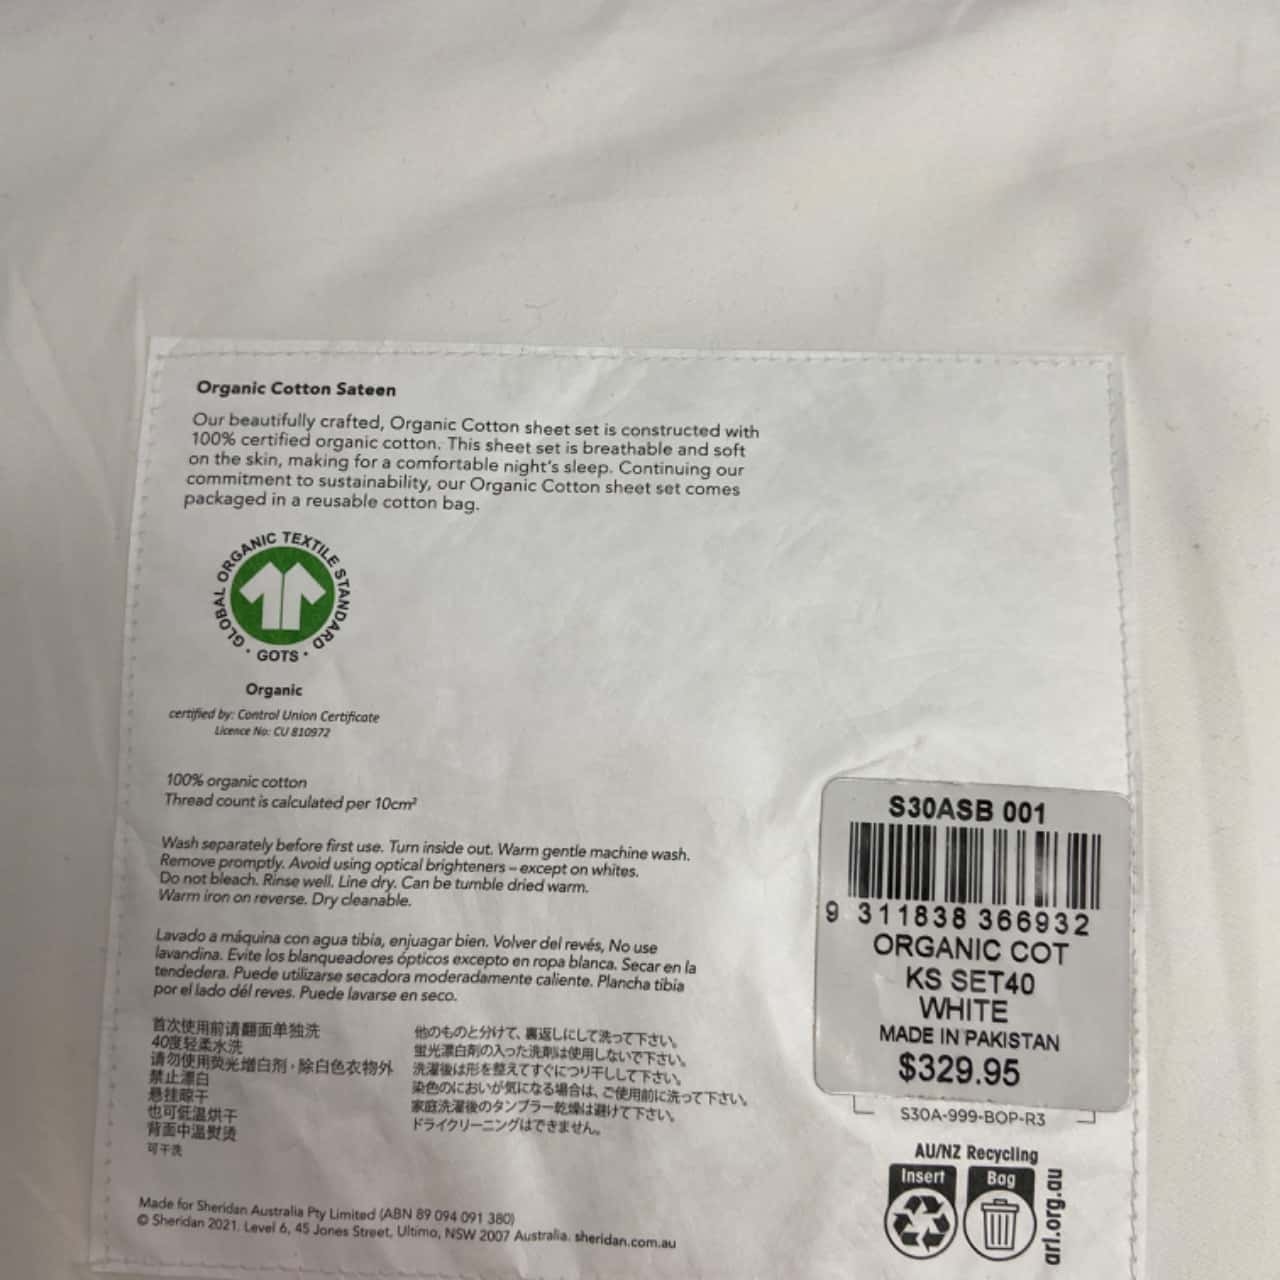 Organic Cotton Sateen
Our beautifully crafted, Organic Cotton sheet set is constructed with
100% certified organic cotton. This sheet set is breathable and soft
on the skin, making for a comfortable night's sleep. Continuing our
commitment to sustainability, our Organic Cotton sheet set comes
packaged in a reusable cotton bag.
GLOBAL ORGANIC TEXTILE STANDARD
· GOTS ·
Organic
certified by: Control Union Certificate
Licence No: CU 810972
100% organic cotton
Thread count is calculated per 10cm²
Wash separately before first use. Turn inside out. Warm gentle machine wash.
Remove promptly. Avoid using optical brighteners – except on whites.
Do not bleach. Rinse well. Line dry. Can be tumble dried warm.
Warm iron on reverse. Dry cleanable.
Lavado a máquina con agua tibia, enjuagar bien. Volver del revés, No use
lavandina. Evite los blanqueadores ópticos excepto en ropa blanca. Secar en la
tendedera. Puede utilizarse secadora moderadamente caliente. Plancha tibia
por el lado dél reves. Puede lavarse en seco.
首次使用前请翻面单独洗
40度轻柔水洗
请勿使用荧光增白剂·除白色衣物外
禁止漂白
悬挂晾干
也可低温烘干
背面中温熨烫
可干洗
他のものと分けて、裏返しにして洗って下さい。
蛍光漂白剤の入った洗剤は使用しないで下さい。
洗濯後は形を整えてすぐにつり干しして下さい。
染色のにおいが気になる場合は、ご使用前に洗って下さい。
家庭洗濯後のタンブラー乾燥は避けて下さい。
ドライクリーニングはできません。
Made for Sheridan Australia Pty Limited (ABN 89 094 091 380)
© Sheridan 2021. Level 6, 45 Jones Street, Ultimo, NSW 2007 Australia. sheridan.com.au
S30ASB 001
9 311838 366932
ORGANIC COT
KS SET40
WHITE
MADE IN PAKISTAN
$329.95
S30A-999-BOP-R3
AU/NZ Recycling
Insert
Bag
arl.org.au